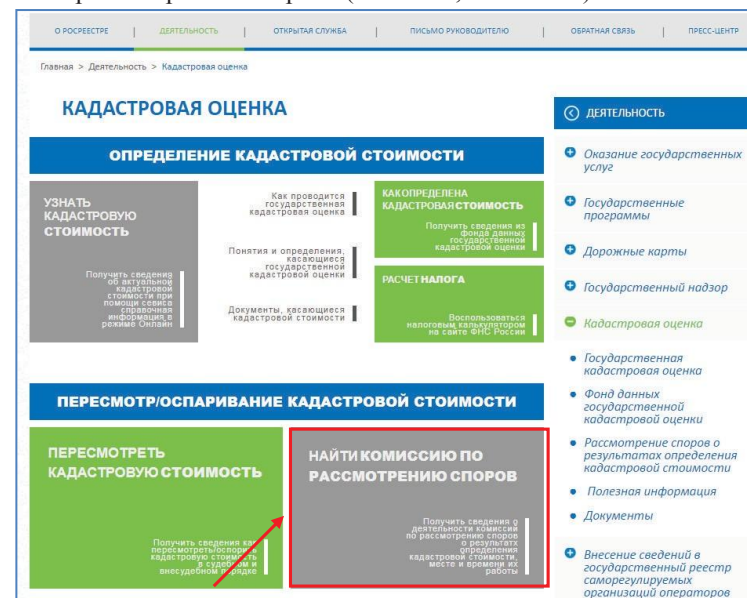 О РОСРЕЕСТРЕ | ДЕЯТЕЛЬНОСТЬ | ОТКРЫТАЯ СЛУЖБА | ПИСЬМО РУКОВОДИТЕЛЮ | ОБРАТНАЯ СВЯЗЬ | ПРЕСС-ЦЕНТР
Главная > Деятельность > Кадастровая оценка
КАДАСТРОВАЯ ОЦЕНКА
ОПРЕДЕЛЕНИЕ КАДАСТРОВОЙ СТОИМОСТИ
УЗНАТЬ
КАДАСТРОВУЮ
СТОИМОСТЬ
Получить сведения
об актуальной
кадастровой
стоимости при
помощи севиса
справочная
информация в
режиме Онлайн
Как проводится
государственная
кадастровая оценка
Понятия и определения,
касающиеся
государственной
кадастровой оценки
Документы, касающиеся
кадастровой стоимости
КАК ОПРЕДЕЛЕНА
КАДАСТРОВАЯ СТОИМОСТЬ
Получить сведения из
фонда данных
государственной
кадастровой оценки
РАСЧЕТ НАЛОГА
Воспользоваться
налоговым калькулятором
на сайте ФНС России
ПЕРЕСМОТР/ОСПАРИВАНИЕ КАДАСТРОВОЙ СТОИМОСТИ
ПЕРЕСМОТРЕТЬ
КАДАСТРОВУЮ СТОИМОСТЬ
Получить сведения как
пересмотреть/оспорить
кадастровую стоимость
в судебном и
внесудебном порядке
НАЙТИ КОМИССИЮ ПО
РАССМОТРЕНИЮ СПОРОВ
Получить сведения о
деятельности комиссий
по рассмотрению споров
о результатх
определения
кадастровой стоимости,
месте и времени их
работы
ДЕЯТЕЛЬНОСТЬ
Оказание государственных
услуг
Государственные
программы
Дорожные карты
Государственный надзор
Кадастровая оценка
Государственная
кадастровая оценка
Фонд данных
государственной
кадастровой оценки
Рассмотрение споров о
результатах определения
кадастровой стоимости
Полезная информация
Документы
Внесение сведений в
государственный реестр
саморегулируемых
организаций операторов